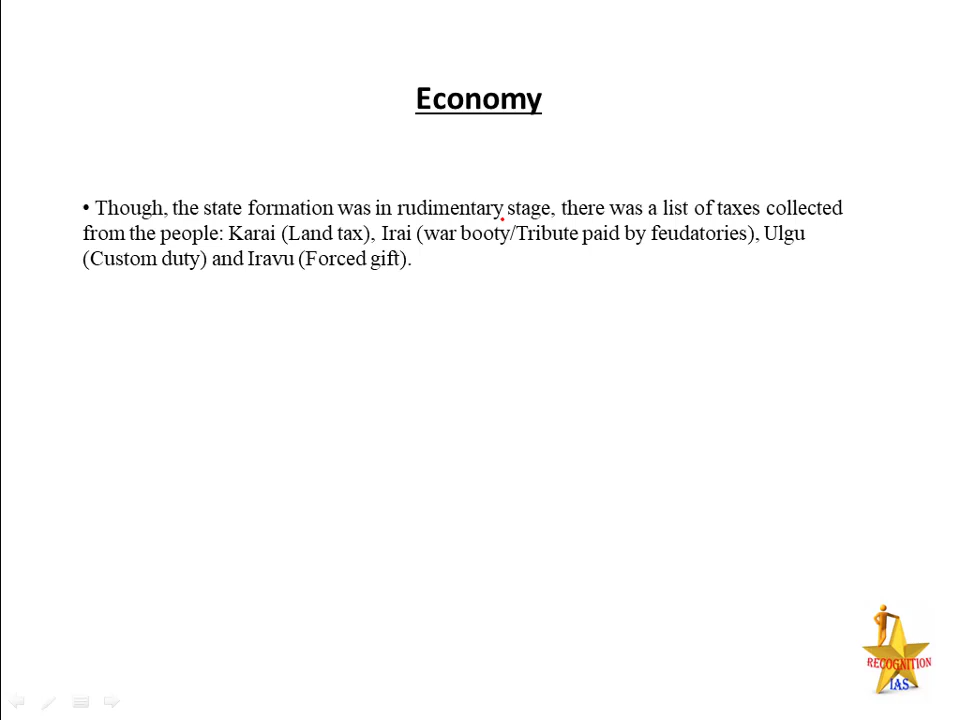 Economy
• Though, the state formation was in rudimentary stage, there was a list of taxes collected
from the people: Karai (Land tax), Irai (war booty/Tribute paid by feudatories), Ulgu
(Custom duty) and Iravu (Forced gift).
RECOGNITION
IAS